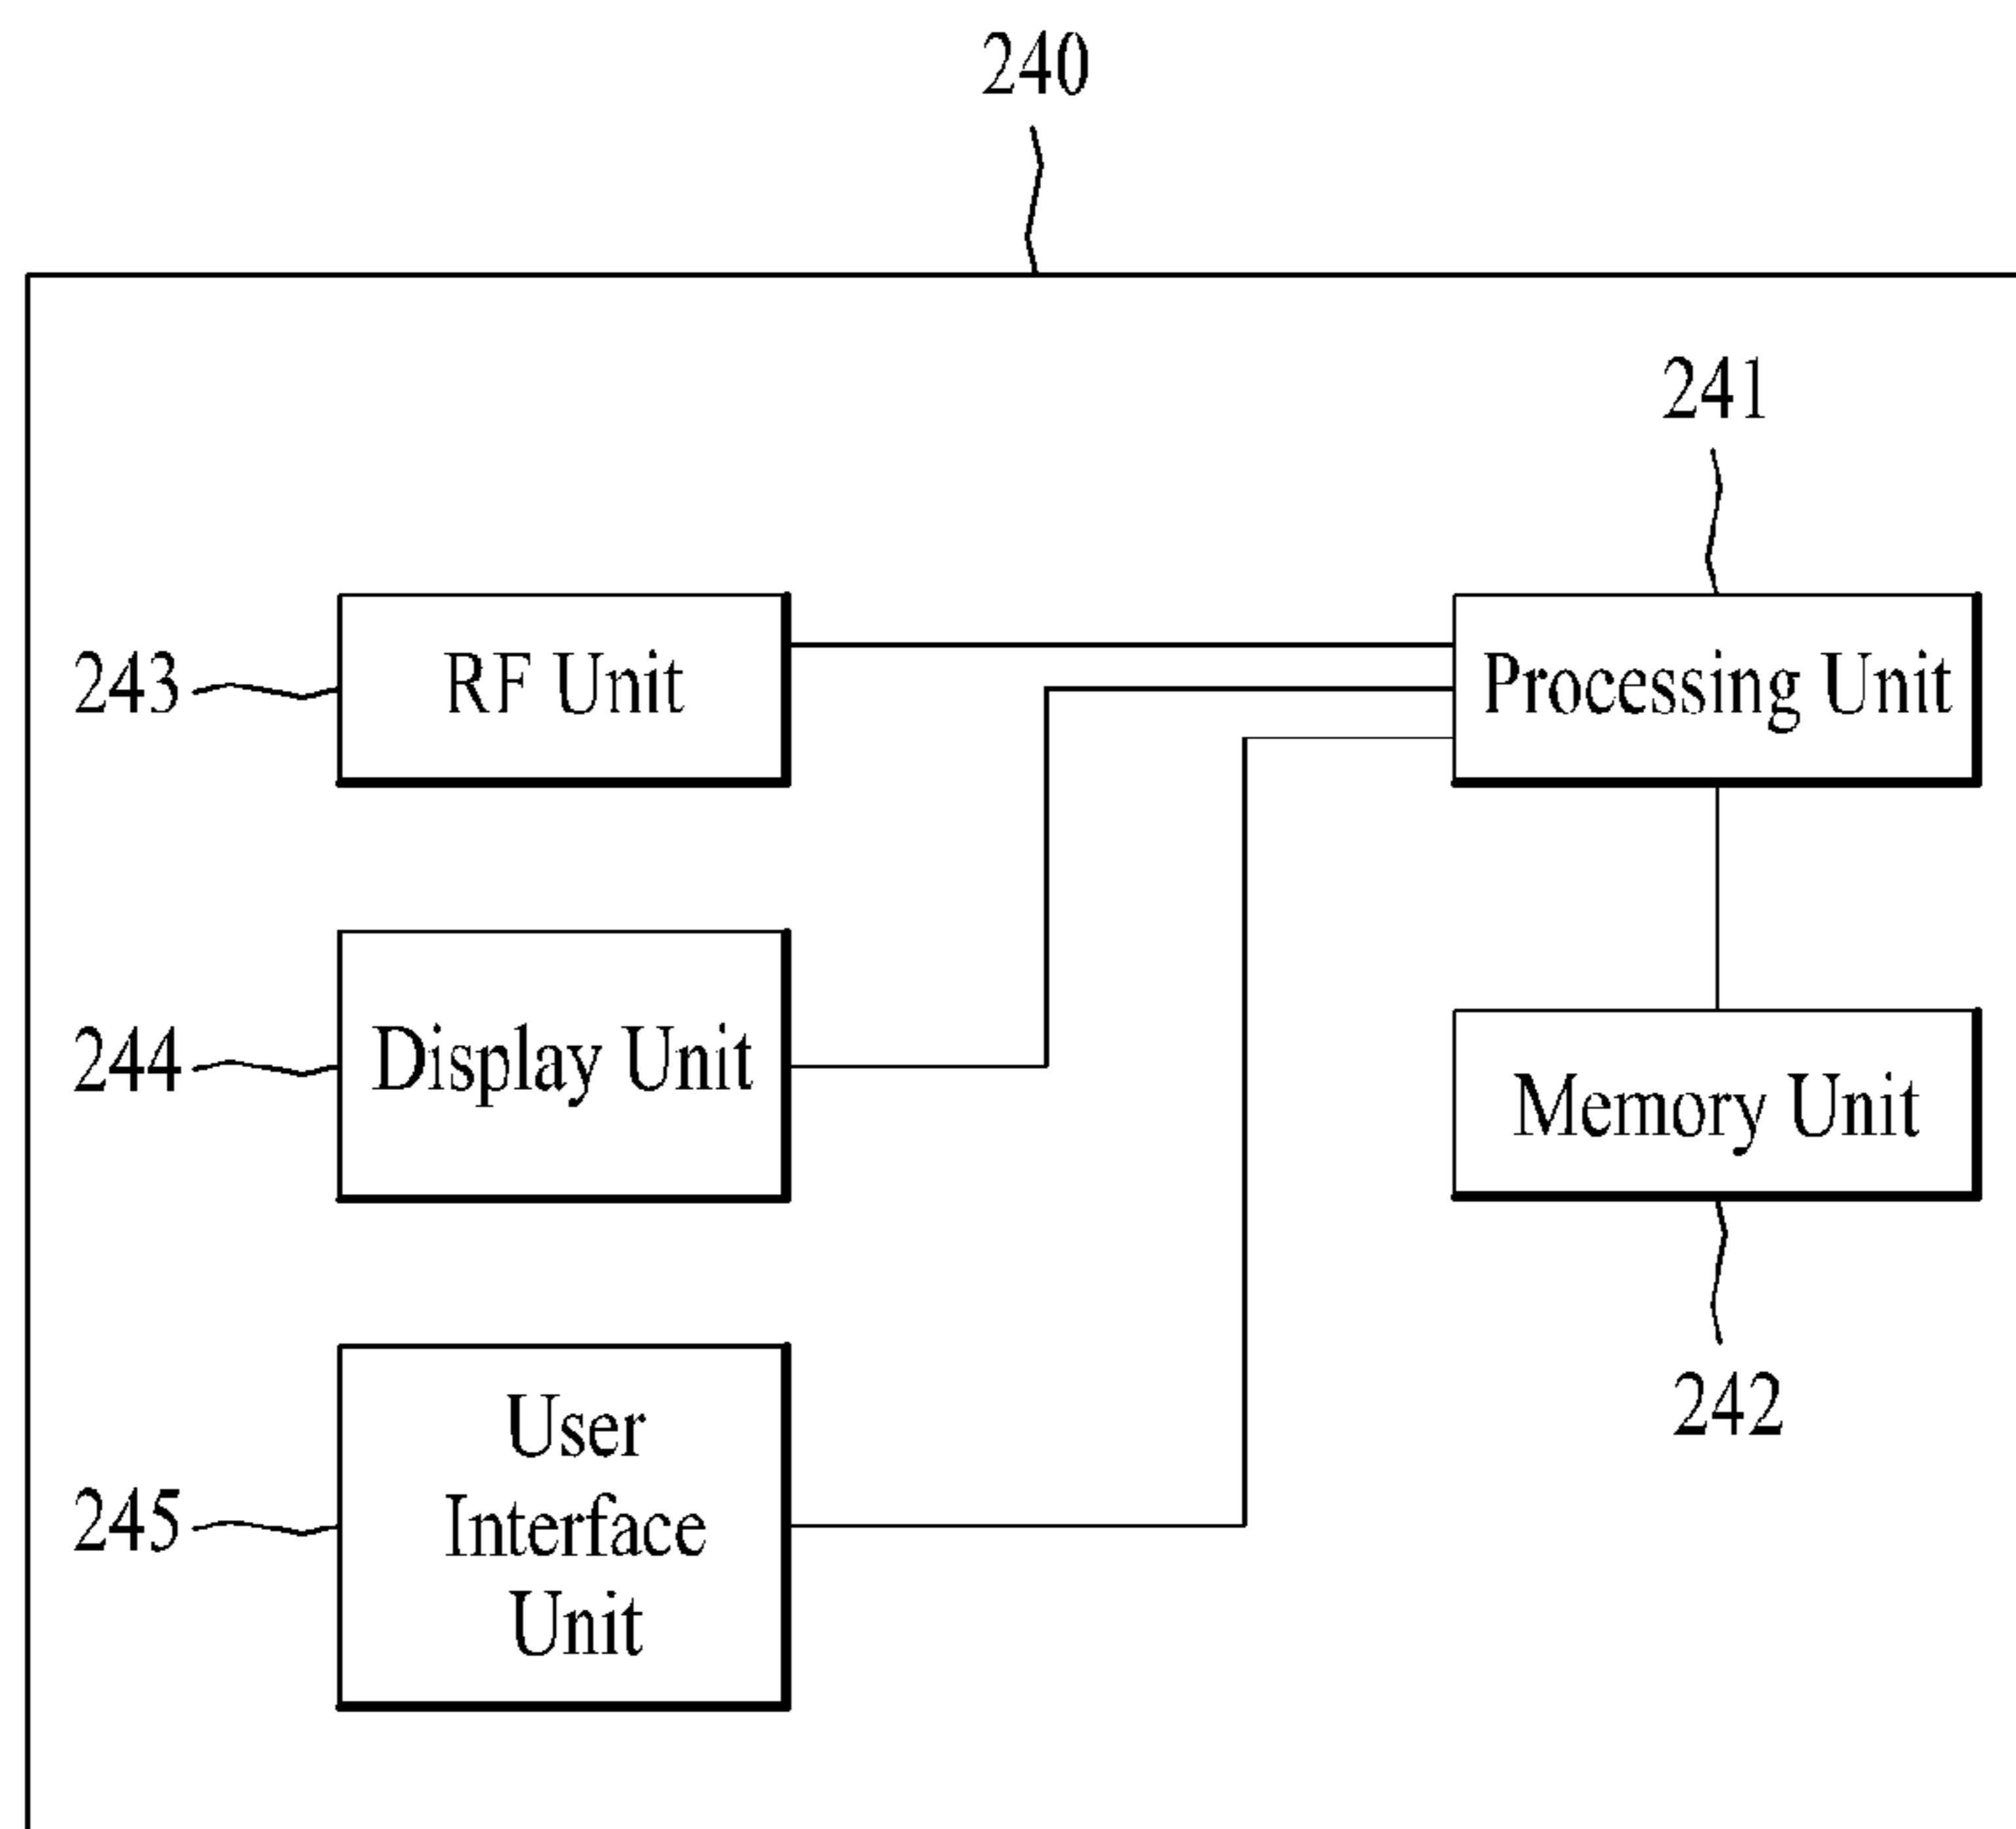 240
241
243
RF Unit
Processing Unit
244
Display Unit
Memory Unit
242
245
User
Interface
Unit